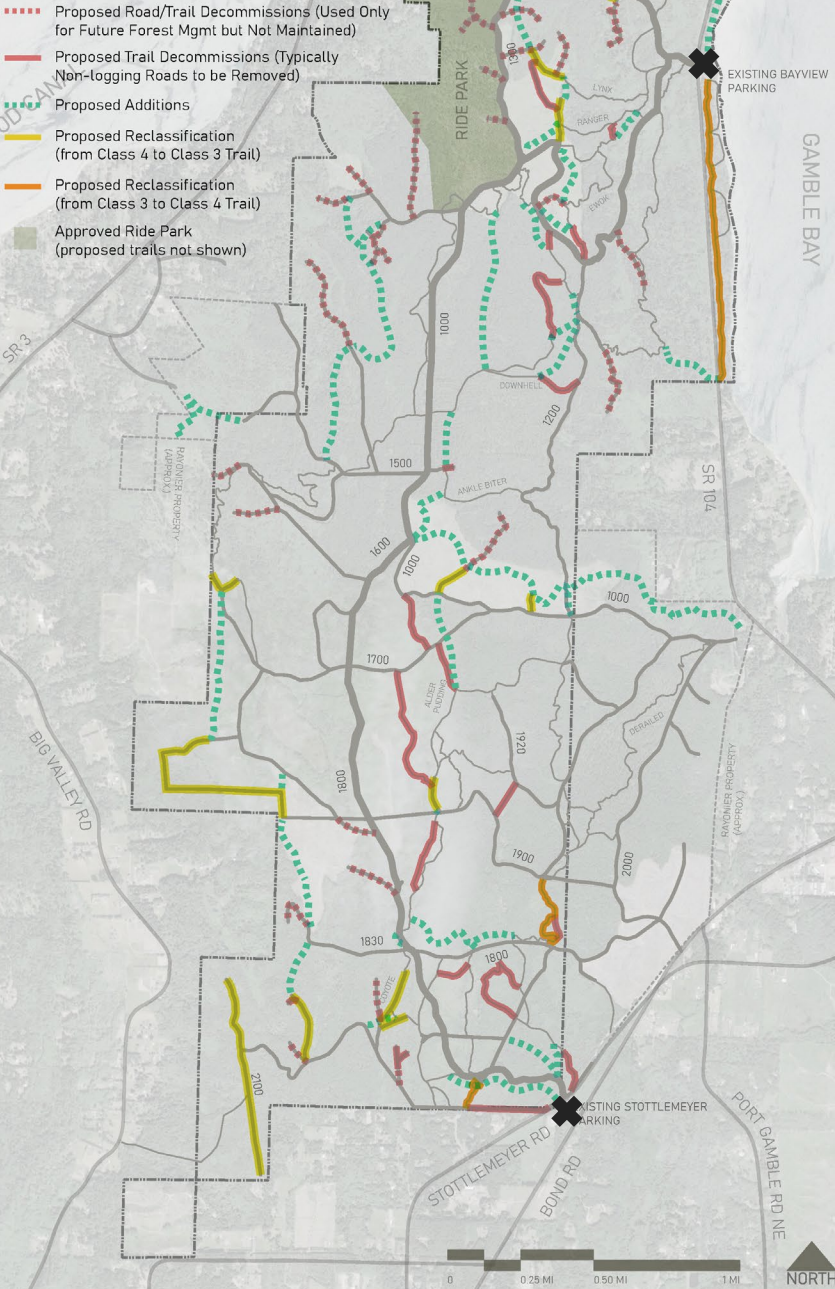 Proposed Road/Trail Decommissions (Used Only
for Future Forest Mgmt but Not Maintained)
Proposed Trail Decommissions (Typically
Non-logging Roads to be Removed)
Proposed Additions
Proposed Reclassification
(from Class 4 to Class 3 Trail)
Proposed Reclassification
(from Class 3 to Class 4 Trail)
Approved Ride Park
(proposed trails not shown)
OD CANA
RIDE PARK
1300
EXISTING BAYVIEW
PARKING
LYNX
RANGER
EWOK
GAMBLE BAY
SR 3
1000
DOWNHELL
1200
1500
ANKLE BITER
SR 104
RAYONIER PROPERTY
(APPROX.)
1600
1000
1000
1700
ALDER
PUDDING
DERAILED
1920
BIG VALLEY RD
1800
RAYONIER PROPERTY
(APPROX.)
1900
2000
1830
1800
COYOTE
2100
XISTING STOTTLEMEYER
ARKING
STOTTLEMEYER RD
BOND RD
PORT GAMBLE RD NE
0
0.25 MI
0.50 MI
1 MI
NORTH